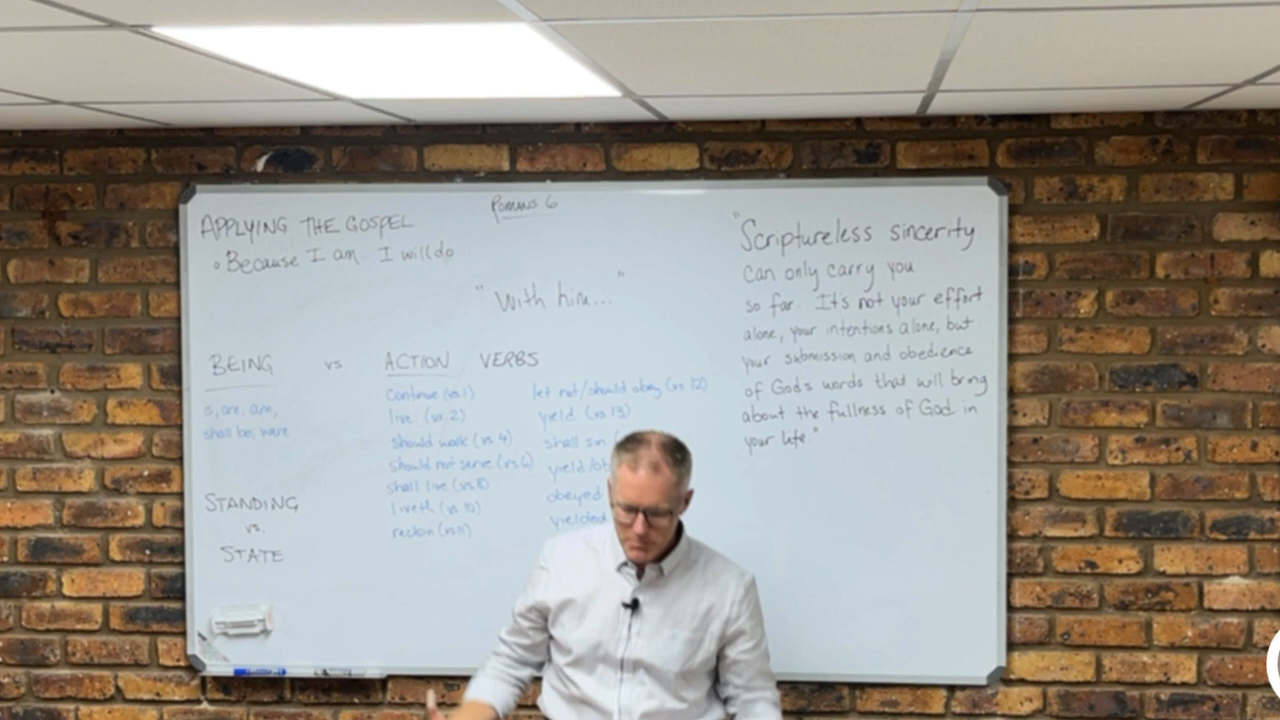 Romans 6
APPLYING THE GOSPEL
• Because I am I will do...
"With him..."
BEING vs. ACTION VERBS
is, are, am,
shall be, were
continue (vs. 1)
live (vs. 2)
should walk (vs. 4)
should not serve (vs. 6)
shall live (vs. 8)
liveth (vs. 10)
reckon (vs. 11)
let not/should obey (vs. 12)
yield (vs. 13)
shall sin
yield/ob
obeyed
yielded
STANDING
vs.
STATE
"Scriptureless sincerity
can only carry you
so far. It's not your effort
alone, your intentions alone, but
your submission and obedience
of God's words that will bring
about the fullness of God in
your life."